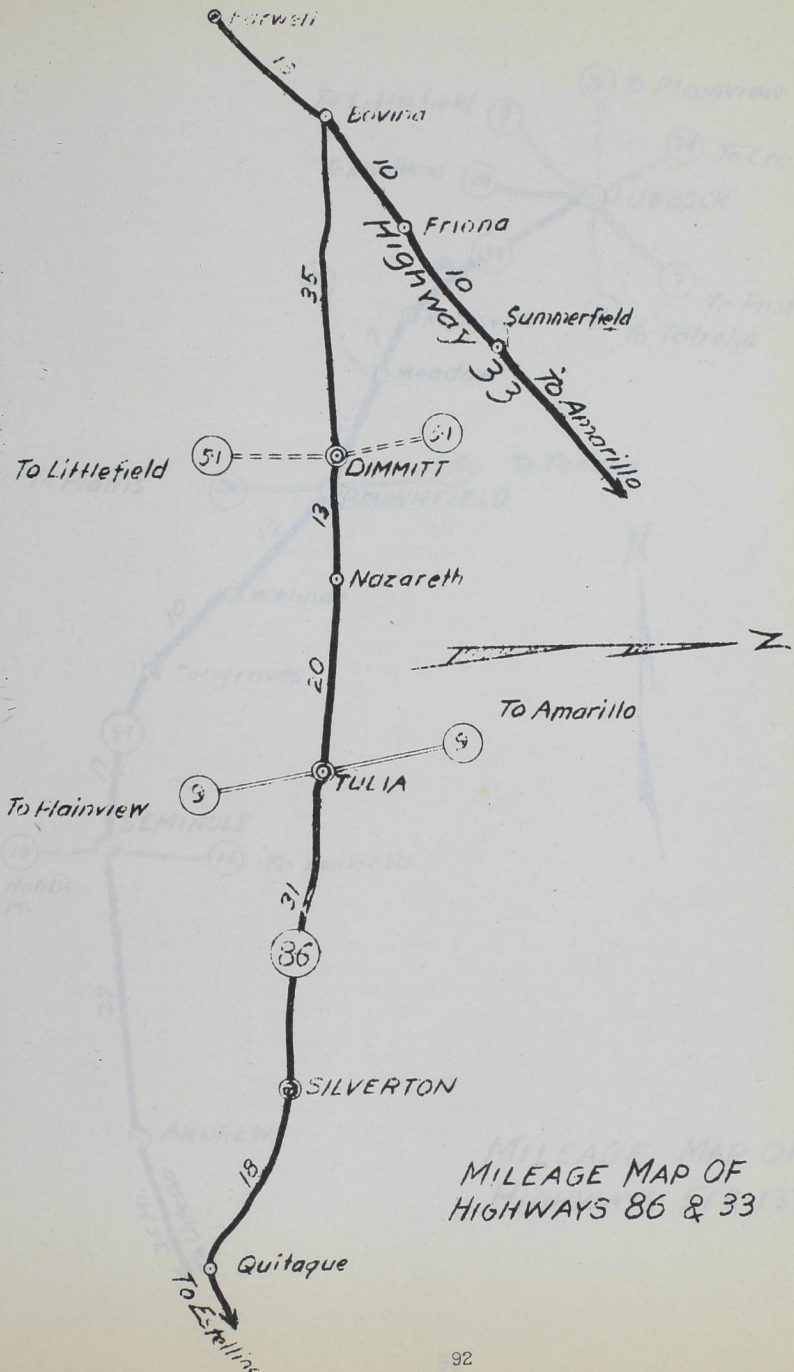 Farwell
Bovina
10
Friona
Highway 33
10
35
Summerfield
To Amarillo
51
51
To Littlefield
DIMMITT
13
Nazareth
N
20
To Amarillo
9
9
TULIA
To Plainview
31
86
SILVERTON
18
MILEAGE MAP OF
HIGHWAYS 86 & 33
Quitaque
To Estelline
92